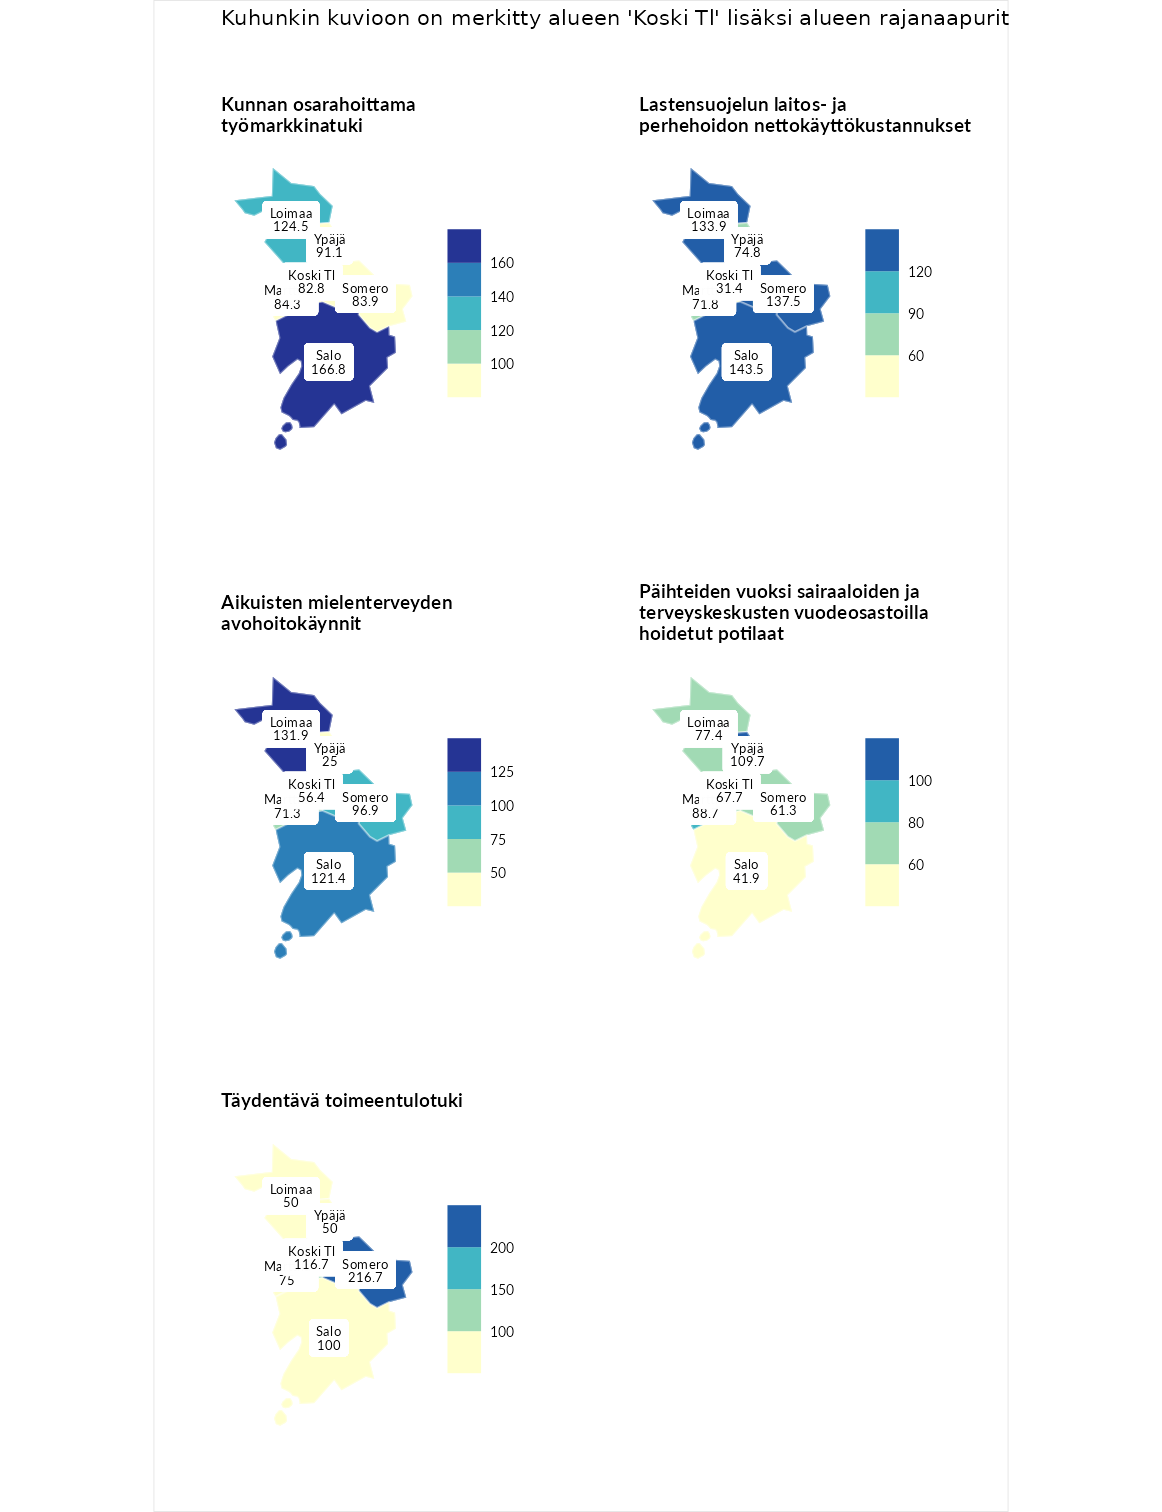 Kuhunkin kuvioon on merkitty alueen 'Koski Tl' lisäksi alueen rajanaapurit
Kunnan osarahoittama
työmarkkinatuki
Loimaa
124.5
Ypäjä
91.1
Koski Tl
82.8
Ma
84.3
Somero
83.9
Salo
166.8
160
140
120
100
Lastensuojelun laitos- ja
perhehoidon nettokäyttökustannukset
Loimaa
133.9
Ypäjä
74.8
Koski Tl
31.4
Ma
71.8
Somero
137.5
Salo
143.5
120
90
60
Aikuisten mielenterveyden
avohoitokäynnit
Loimaa
131.9
Ypäjä
25
Koski Tl
56.4
Ma
71.3
Somero
96.9
Salo
121.4
125
100
75
50
Päihteiden vuoksi sairaaloiden ja
terveyskeskusten vuodeosastoilla
hoidetut potilaat
Loimaa
77.4
Ypäjä
109.7
Koski Tl
67.7
Ma
88.7
Somero
61.3
Salo
41.9
100
80
60
Täydentävä toimeentulotuki
Loimaa
50
Ypäjä
50
Koski Tl
116.7
Ma
75
Somero
216.7
Salo
100
200
150
100